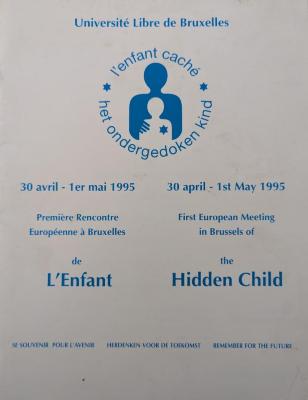 Université Libre de Bruxelles
l'enfant caché
het ondergedoken kind
30 avril - 1er mai 1995
30 april - 1st May 1995
Première Rencontre
Européenne à Bruxelles
First European Meeting
in Brussels of
de
the
L'Enfant
Hidden Child
SE SOUVENIR POUR L'AVENIR
HERDENKEN VOOR DE TOEKOMST
REMEMBER FOR THE FUTURE